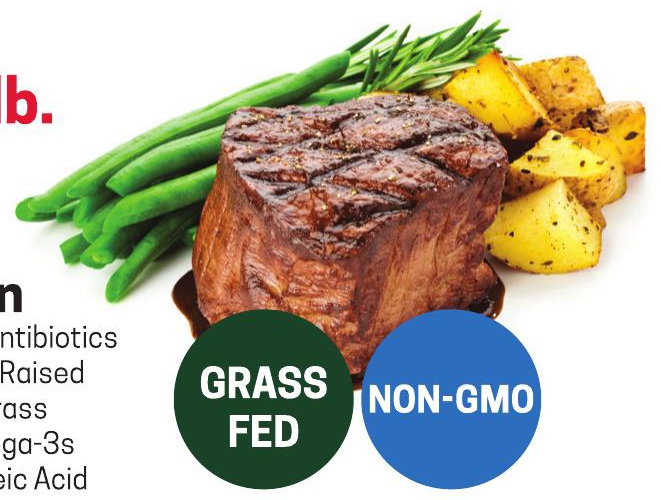 lb.
n
ntibiotics
Raised
rass
ga-3s
eic Acid
GRASS
FED
NON-GMO